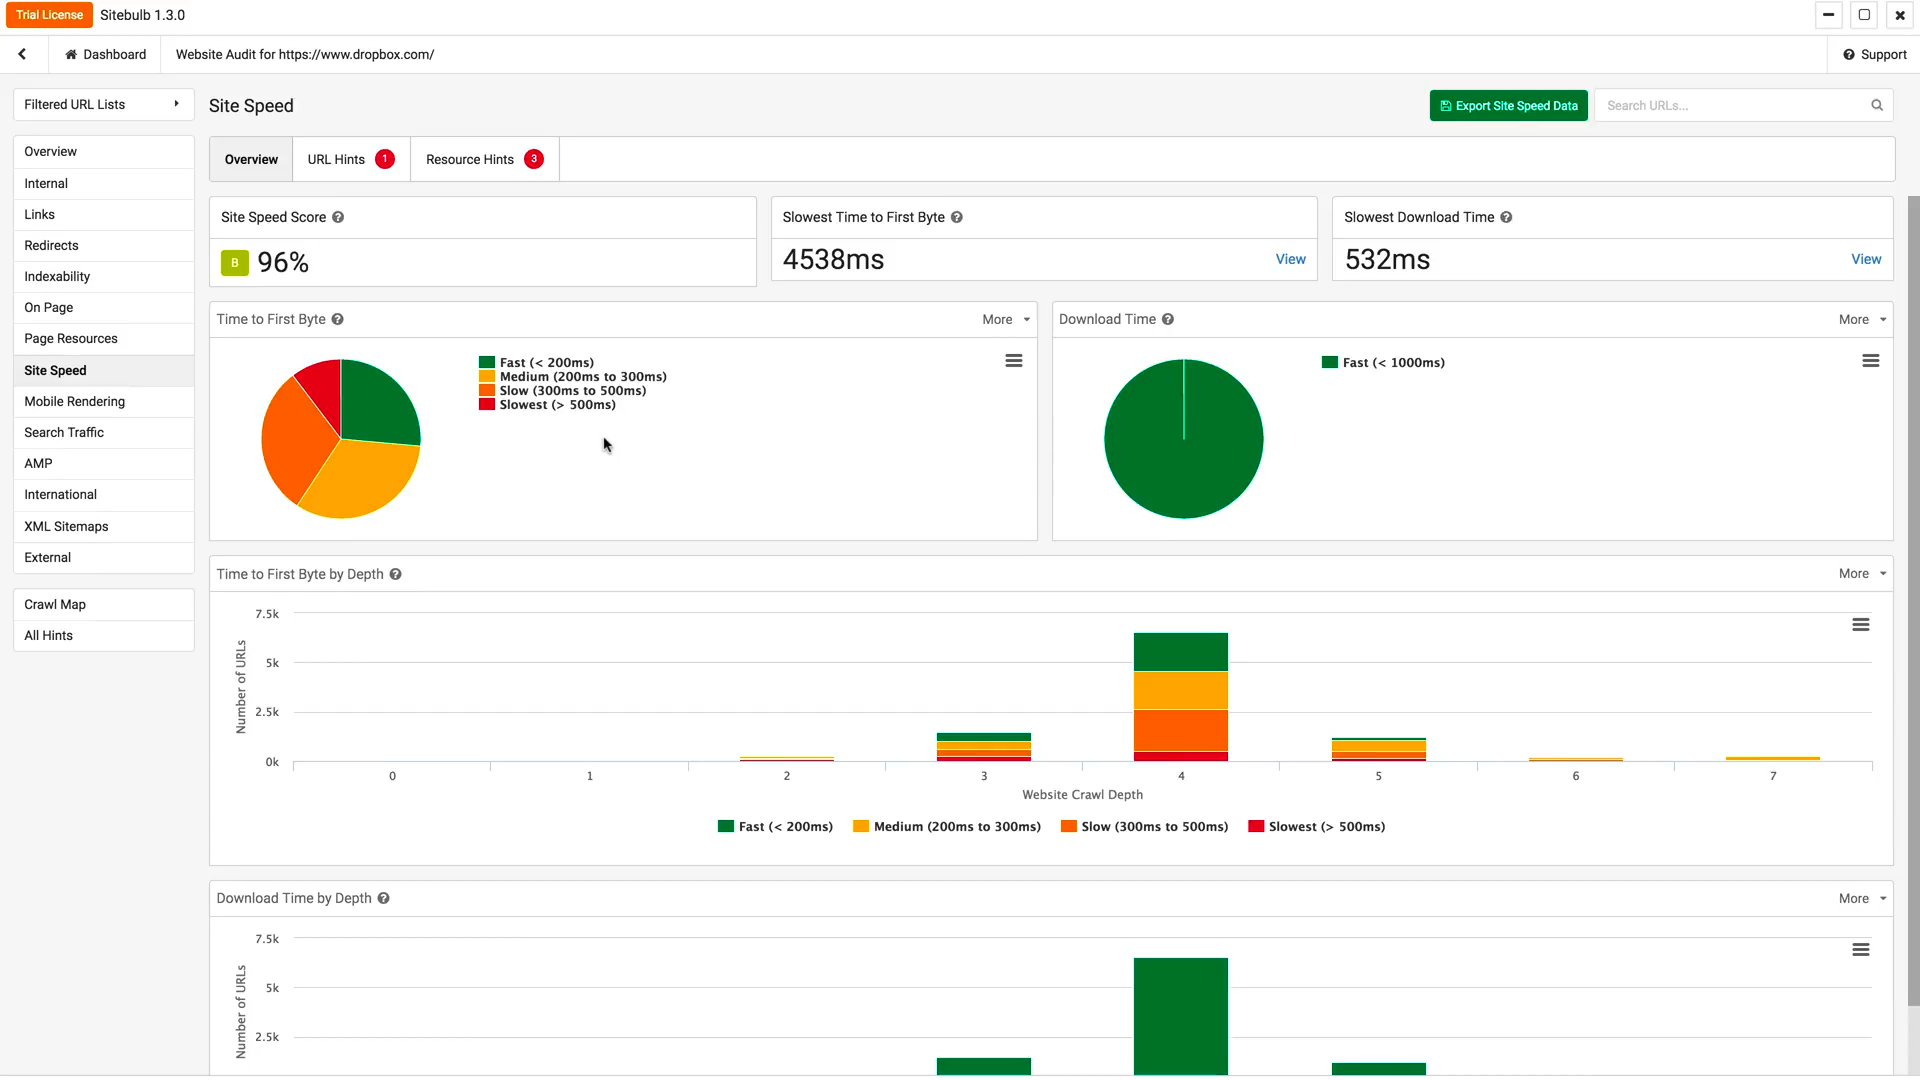 Trial License Sitebulb 1.3.0
Dashboard Website Audit for https://www.dropbox.com/ Support
Filtered URL Lists
Overview
Internal
Links
Redirects
Indexability
On Page
Page Resources
Site Speed
Mobile Rendering
Search Traffic
AMP
International
XML Sitemaps
External
Crawl Map
All Hints
Site Speed
Export Site Speed Data
Search URLs...
Overview URL Hints 1 Resource Hints 3
Site Speed Score
B 96%
Slowest Time to First Byte
4538ms View
Slowest Download Time
532ms View
Time to First Byte More
Fast (< 200ms)
Medium (200ms to 300ms)
Slow (300ms to 500ms)
Slowest (> 500ms)
Download Time More
Fast (< 1000ms)
Time to First Byte by Depth More
Number of URLs
7.5k
5k
2.5k
0k
0 1 2 3 4 5 6 7
Website Crawl Depth
Fast (< 200ms) Medium (200ms to 300ms) Slow (300ms to 500ms) Slowest (> 500ms)
Download Time by Depth More
Number of URLs
7.5k
5k
2.5k